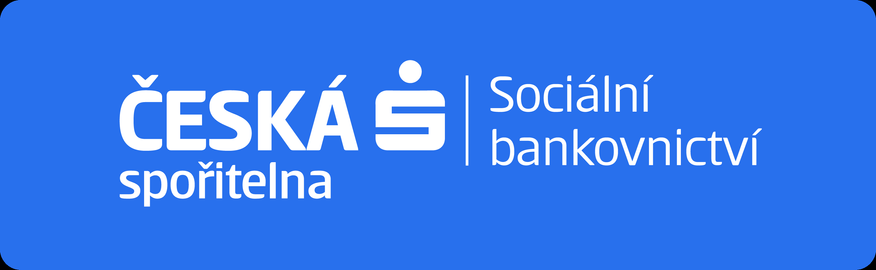 ČESKÁ
spořitelna
Sociální
bankovnictví